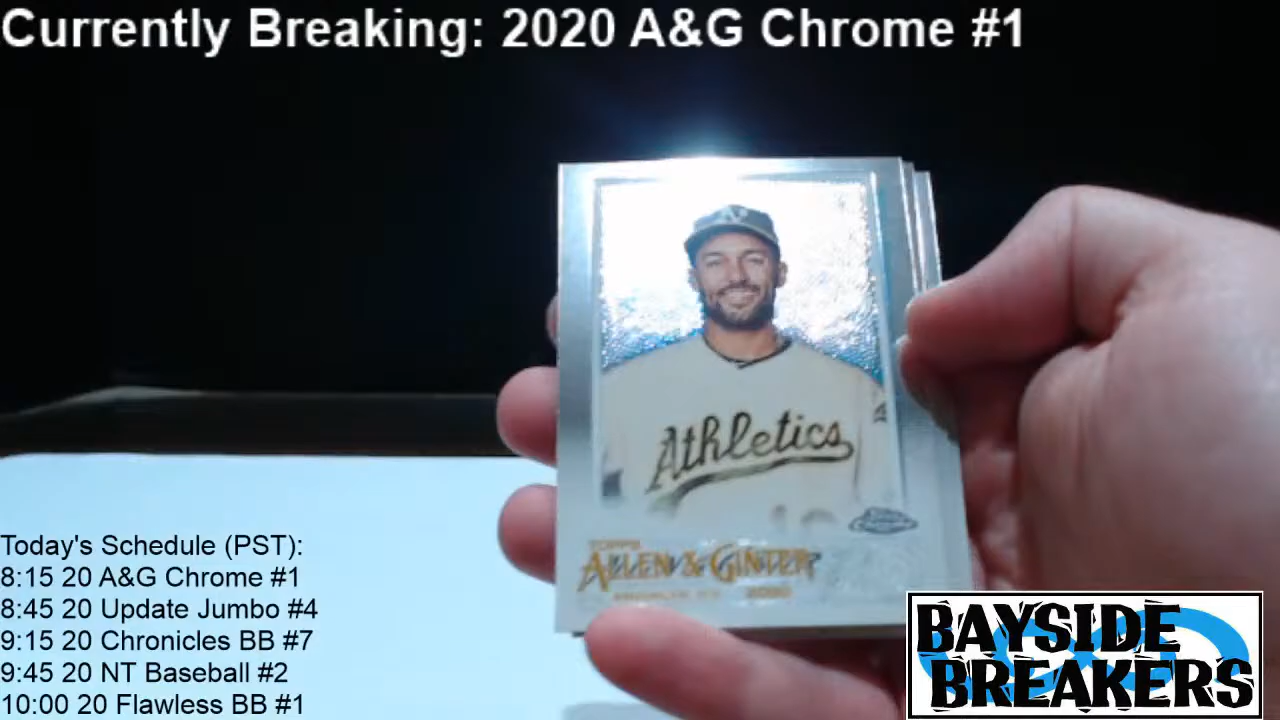 Currently Breaking: 2020 A&G Chrome #1
Athletics
TOPPS
ALLEN & GINTER
2020
Today's Schedule (PST):
8:15 20 A&G Chrome #1
8:45 20 Update Jumbo #4
9:15 20 Chronicles BB #7
9:45 20 NT Baseball #2
10:00 20 Flawless BB #1
BAYSIDE
BREAKERS